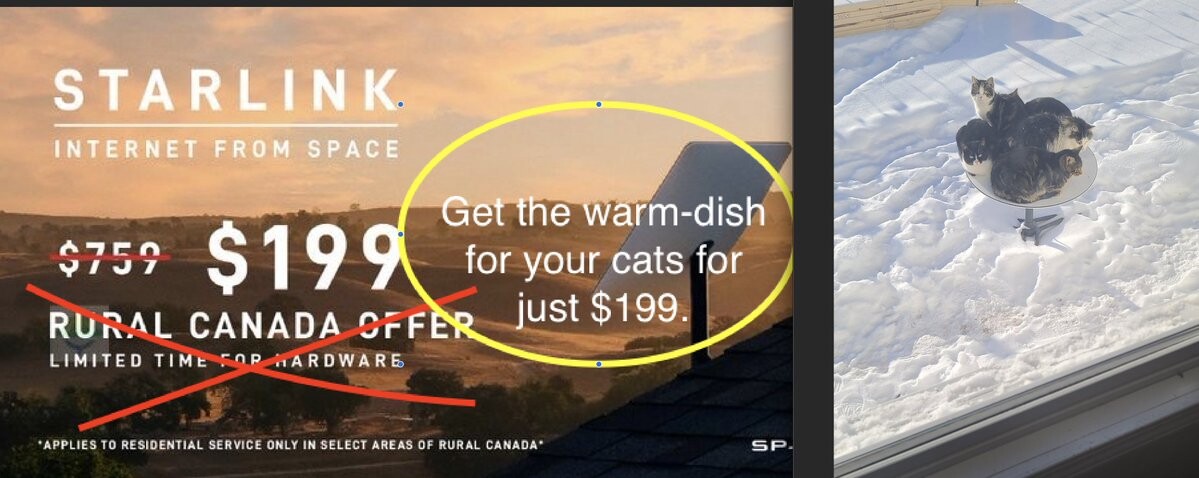 STARLINK
INTERNET FROM SPACE
$759 $199
RURAL CANADA OFFER
LIMITED TIME FOR HARDWARE
*APPLIES TO RESIDENTIAL SERVICE ONLY IN SELECT AREAS OF RURAL CANADA*
Get the warm-dish
for your cats for
just $199.
SP